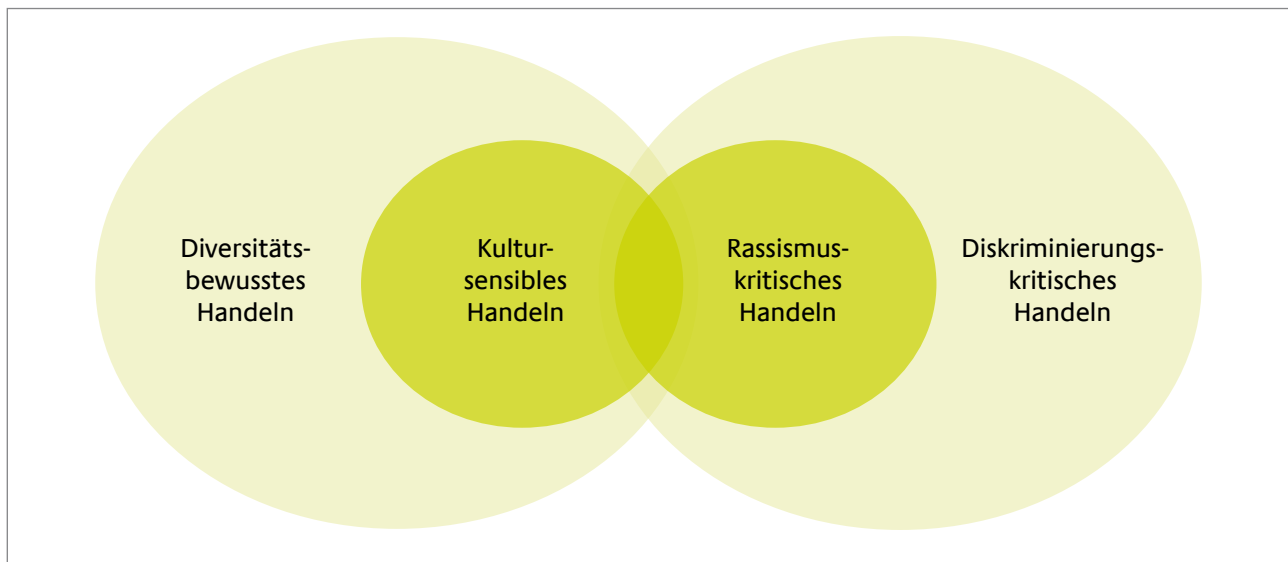 Diversitäts-
bewusstes
Handeln
Kultur-
sensibles
Handeln
Rassismus-
kritisches
Handeln
Diskriminierungs-
kritisches
Handeln